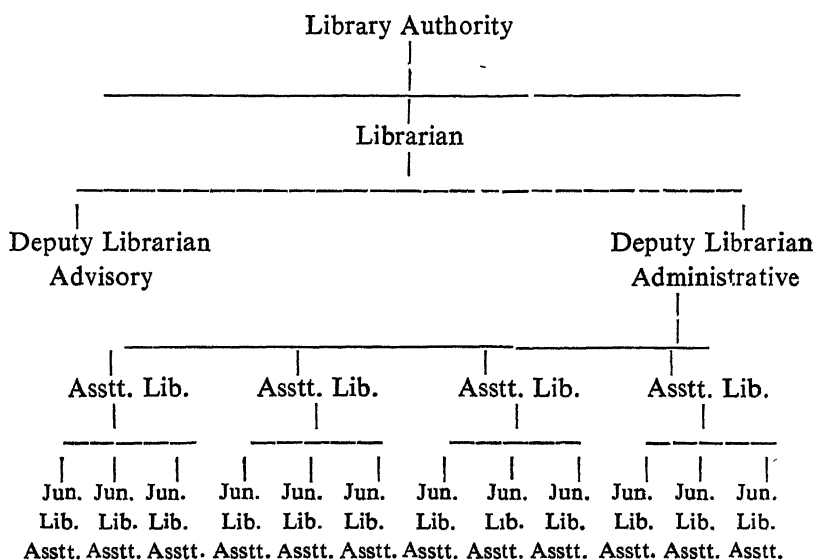 Library Authority
Librarian
Deputy Librarian Deputy Librarian
Advisory Administrative
Asstt. Lib. Asstt. Lib. Asstt. Lib. Asstt. Lib.
Jun. Jun. Jun. Jun. Jun. Jun. Jun. Jun. Jun. Jun. Jun. Jun.
Lib. Lib. Lib. Lib. Lib. Lib. Lib. Lib. Lib. Lib. Lib. Lib.
Asstt. Asstt. Asstt. Asstt. Asstt. Asstt. Asstt. Asstt. Asstt. Asstt. Asstt. Asstt.